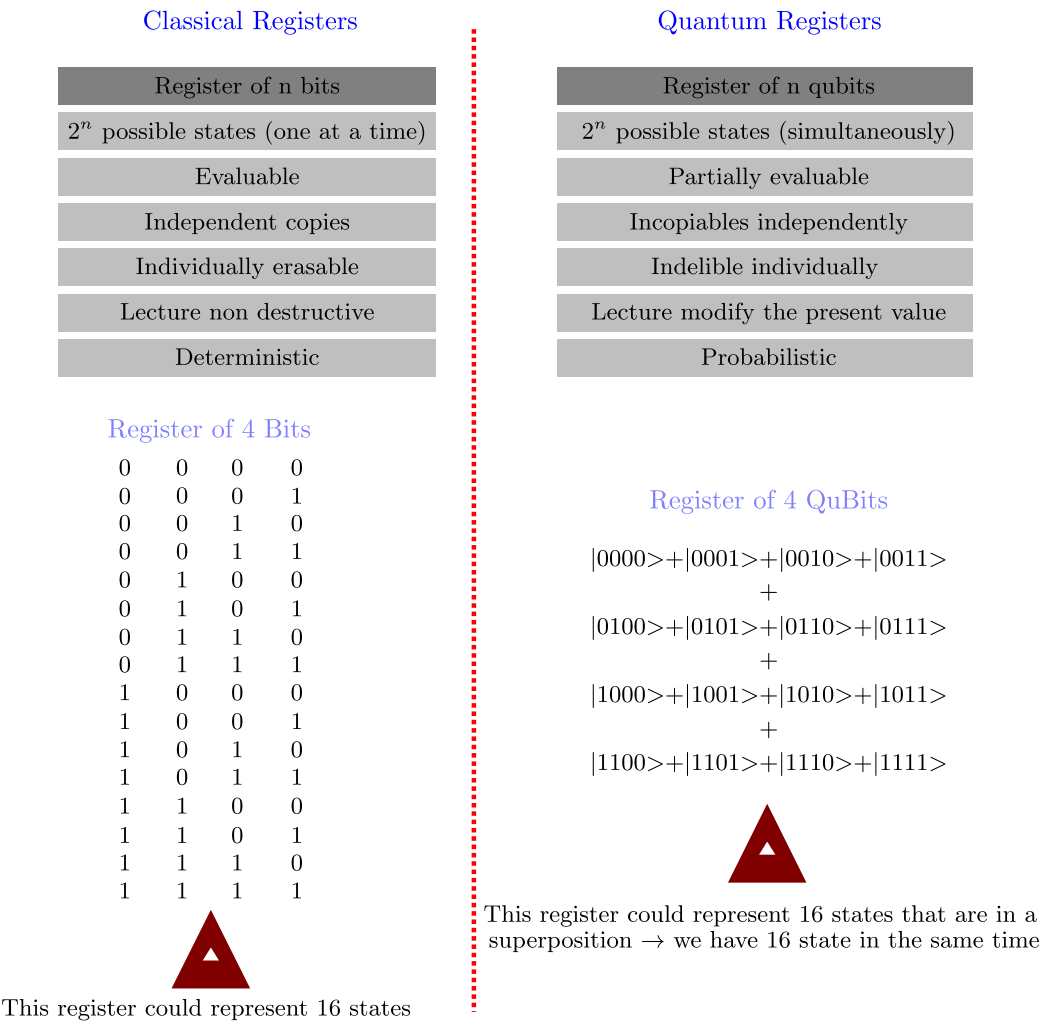 Classical Registers
Register of n bits
2^n possible states (one at a time)
Evaluable
Independent copies
Individually erasable
Lecture non destructive
Deterministic
Register of 4 Bits
0 0 0 0
0 0 0 1
0 0 1 0
0 0 1 1
0 1 0 0
0 1 0 1
0 1 1 0
0 1 1 1
1 0 0 0
1 0 0 1
1 0 1 0
1 0 1 1
1 1 0 0
1 1 0 1
1 1 1 0
1 1 1 1
This register could represent 16 states
Quantum Registers
Register of n qubits
2^n possible states (simultaneously)
Partially evaluable
Incopiables independently
Indelible individually
Lecture modify the present value
Probabilistic
Register of 4 QuBits
|0000>+|0001>+|0010>+|0011>
+
|0100>+|0101>+|0110>+|0111>
+
|1000>+|1001>+|1010>+|1011>
+
|1100>+|1101>+|1110>+|1111>
This register could represent 16 states that are in a
superposition → we have 16 state in the same time